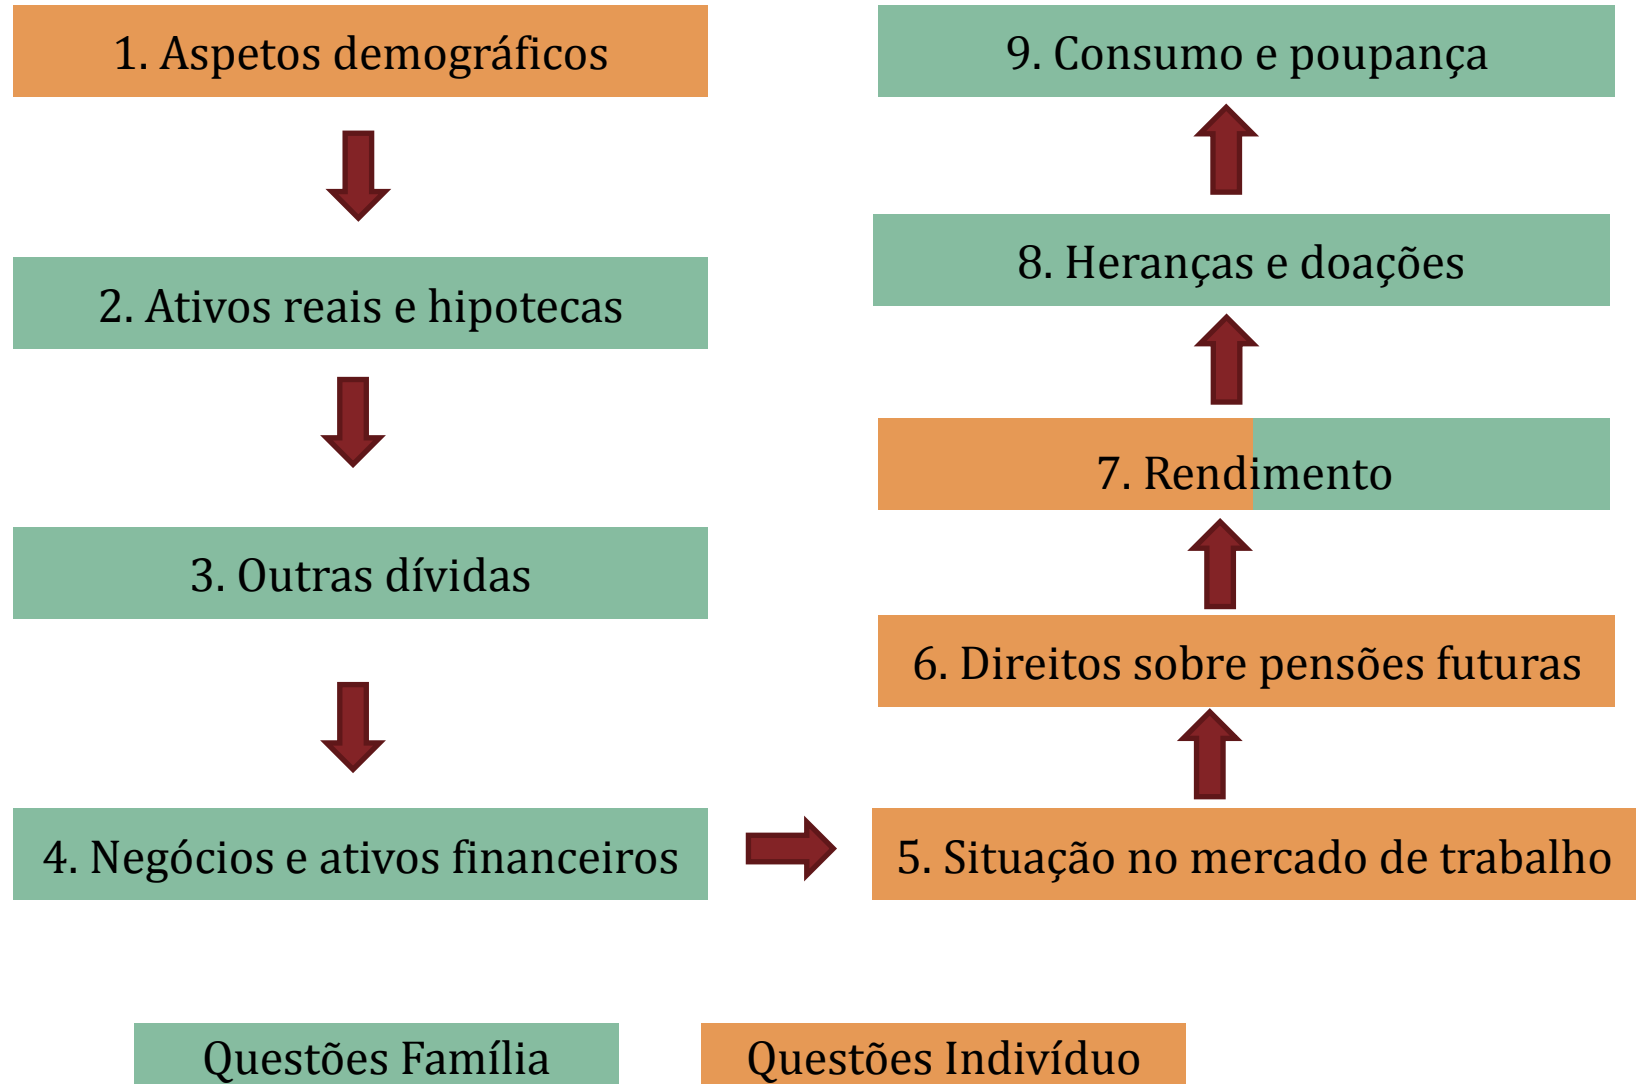 1. Aspetos demográficos
2. Ativos reais e hipotecas
3. Outras dívidas
4. Negócios e ativos financeiros
5. Situação no mercado de trabalho
6. Direitos sobre pensões futuras
7. Rendimento
8. Heranças e doações
9. Consumo e poupança
Questões Família
Questões Indivíduo